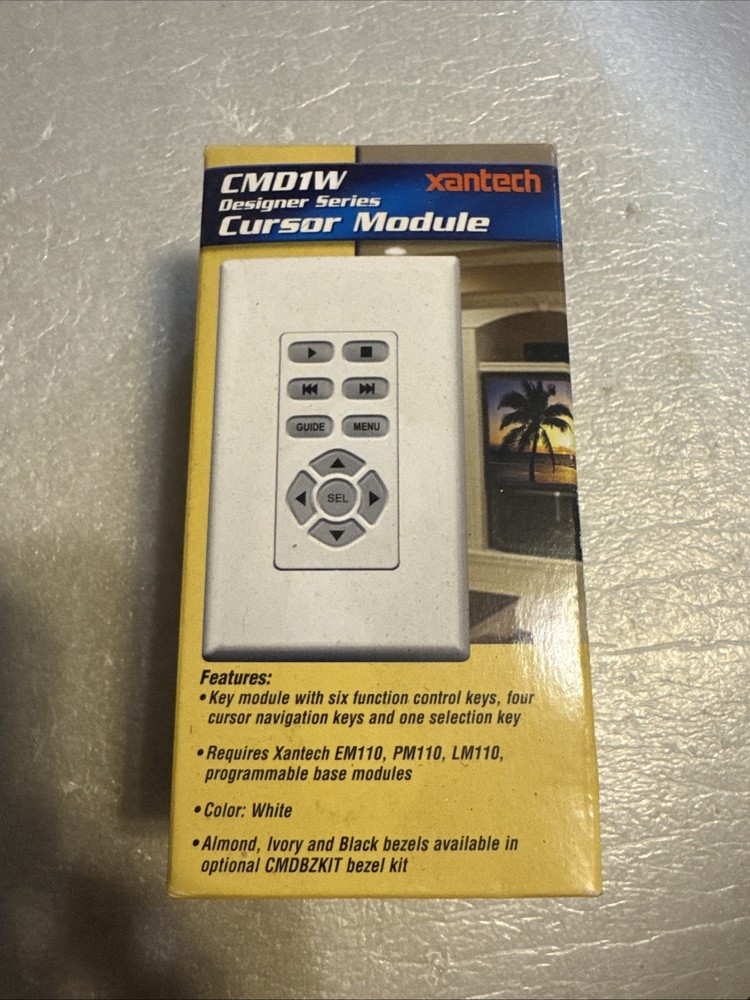 CMD1W
xantech
Designer Series
Cursor Module
GUIDE
MENU
SEL
Features:
• Key module with six function control keys, four
cursor navigation keys and one selection key
• Requires Xantech EM110, PM110, LM110,
programmable base modules
• Color: White
• Almond, Ivory and Black bezels available in
optional CMDBZKIT bezel kit